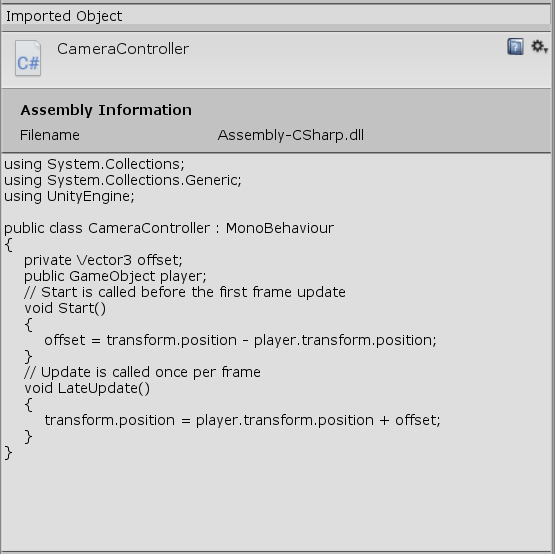 Imported Object
C#
CameraController
Assembly Information
Filename Assembly-CSharp.dll
using System.Collections;
using System.Collections.Generic;
using UnityEngine;
public class CameraController : MonoBehaviour
{
private Vector3 offset;
public GameObject player;
// Start is called before the first frame update
void Start()
{
offset = transform.position - player.transform.position;
}
// Update is called once per frame
void LateUpdate()
{
transform.position = player.transform.position + offset;
}
}